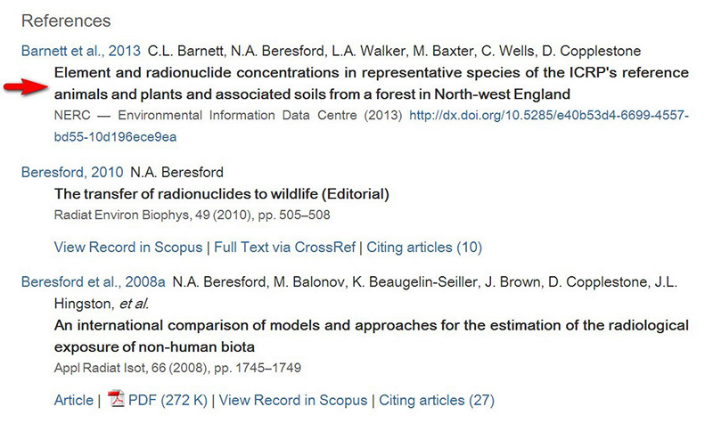 References
Barnett et al., 2013 C.L. Barnett, N.A. Beresford, L.A. Walker, M. Baxter, C. Wells, D. Copplestone
Element and radionuclide concentrations in representative species of the ICRP's reference
animals and plants and associated soils from a forest in North-west England
NERC — Environmental Information Data Centre (2013) http://dx.doi.org/10.5285/e40b53d4-6699-4557-
bd55-10d196ece9ea
Beresford, 2010 N.A. Beresford
The transfer of radionuclides to wildlife (Editorial)
Radiat Environ Biophys, 49 (2010), pp. 505–508
View Record in Scopus | Full Text via CrossRef | Citing articles (10)
Beresford et al., 2008a N.A. Beresford, M. Balonov, K. Beaugelin-Seiller, J. Brown, D. Copplestone, J.L.
Hingston, et al.
An international comparison of models and approaches for the estimation of the radiological
exposure of non-human biota
Appl Radiat Isot, 66 (2008), pp. 1745–1749
Article | PDF (272 K) | View Record in Scopus | Citing articles (27)